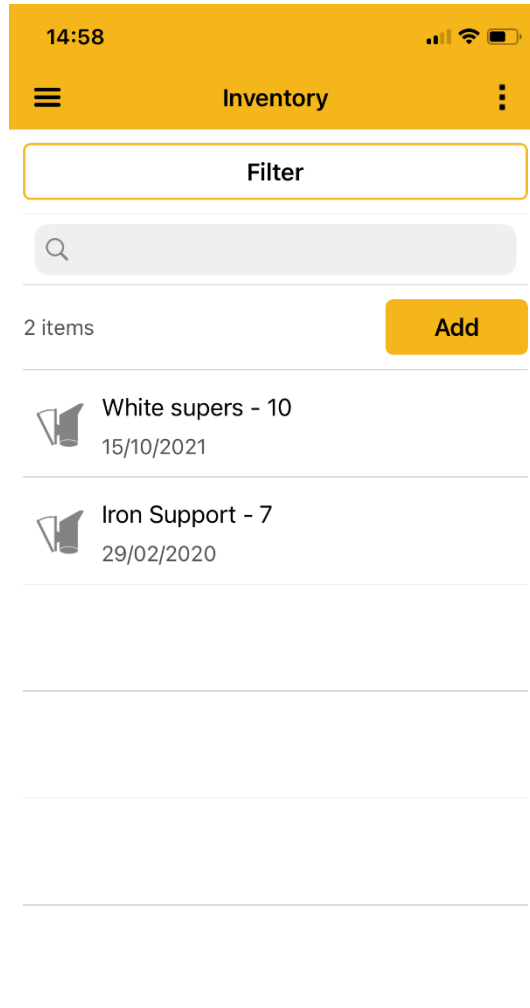 14:58
Inventory
Filter
2 items
Add
White supers - 10
15/10/2021
Iron Support - 7
29/02/2020